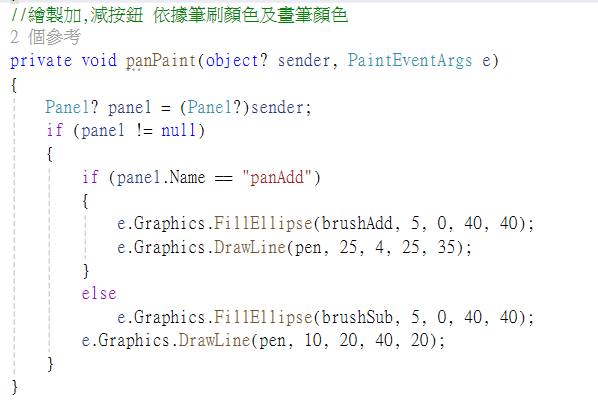 //繪製加,減按鈕 依據筆刷顏色及畫筆顏色
2 個參考
private void panPaint(object? sender, PaintEventArgs e)
{
    Panel? panel = (Panel?)sender;
    if (panel != null)
    {
        if (panel.Name == "panAdd")
        {
            e.Graphics.FillEllipse(brushAdd, 5, 0, 40, 40);
            e.Graphics.DrawLine(pen, 25, 4, 25, 35);
        }
        else
            e.Graphics.FillEllipse(brushSub, 5, 0, 40, 40);
        e.Graphics.DrawLine(pen, 10, 20, 40, 20);
    }
}